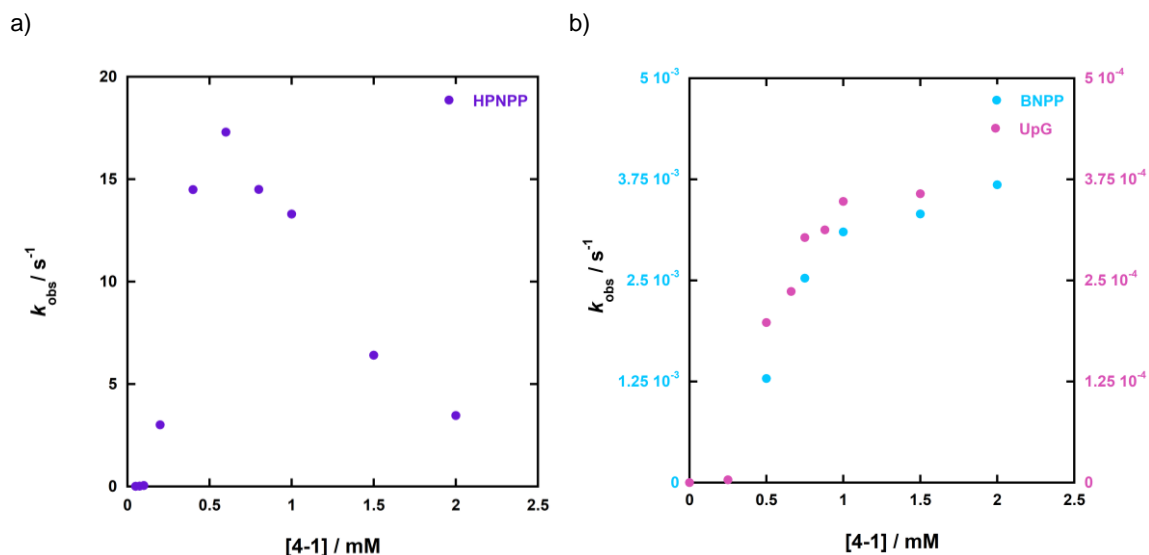 a)
20
15
10
5
0
k obs / s-1
HPNPP
0 0.5 1 1.5 2 2.5
[4-1] / mM
b)
5 10-3
3.75 10-3
2.5 10-3
1.25 10-3
0
k obs / s-1
BNPP
UpG
5 10-4
3.75 10-4
2.5 10-4
1.25 10-4
0
0 0.5 1 1.5 2 2.5
[4-1] / mM